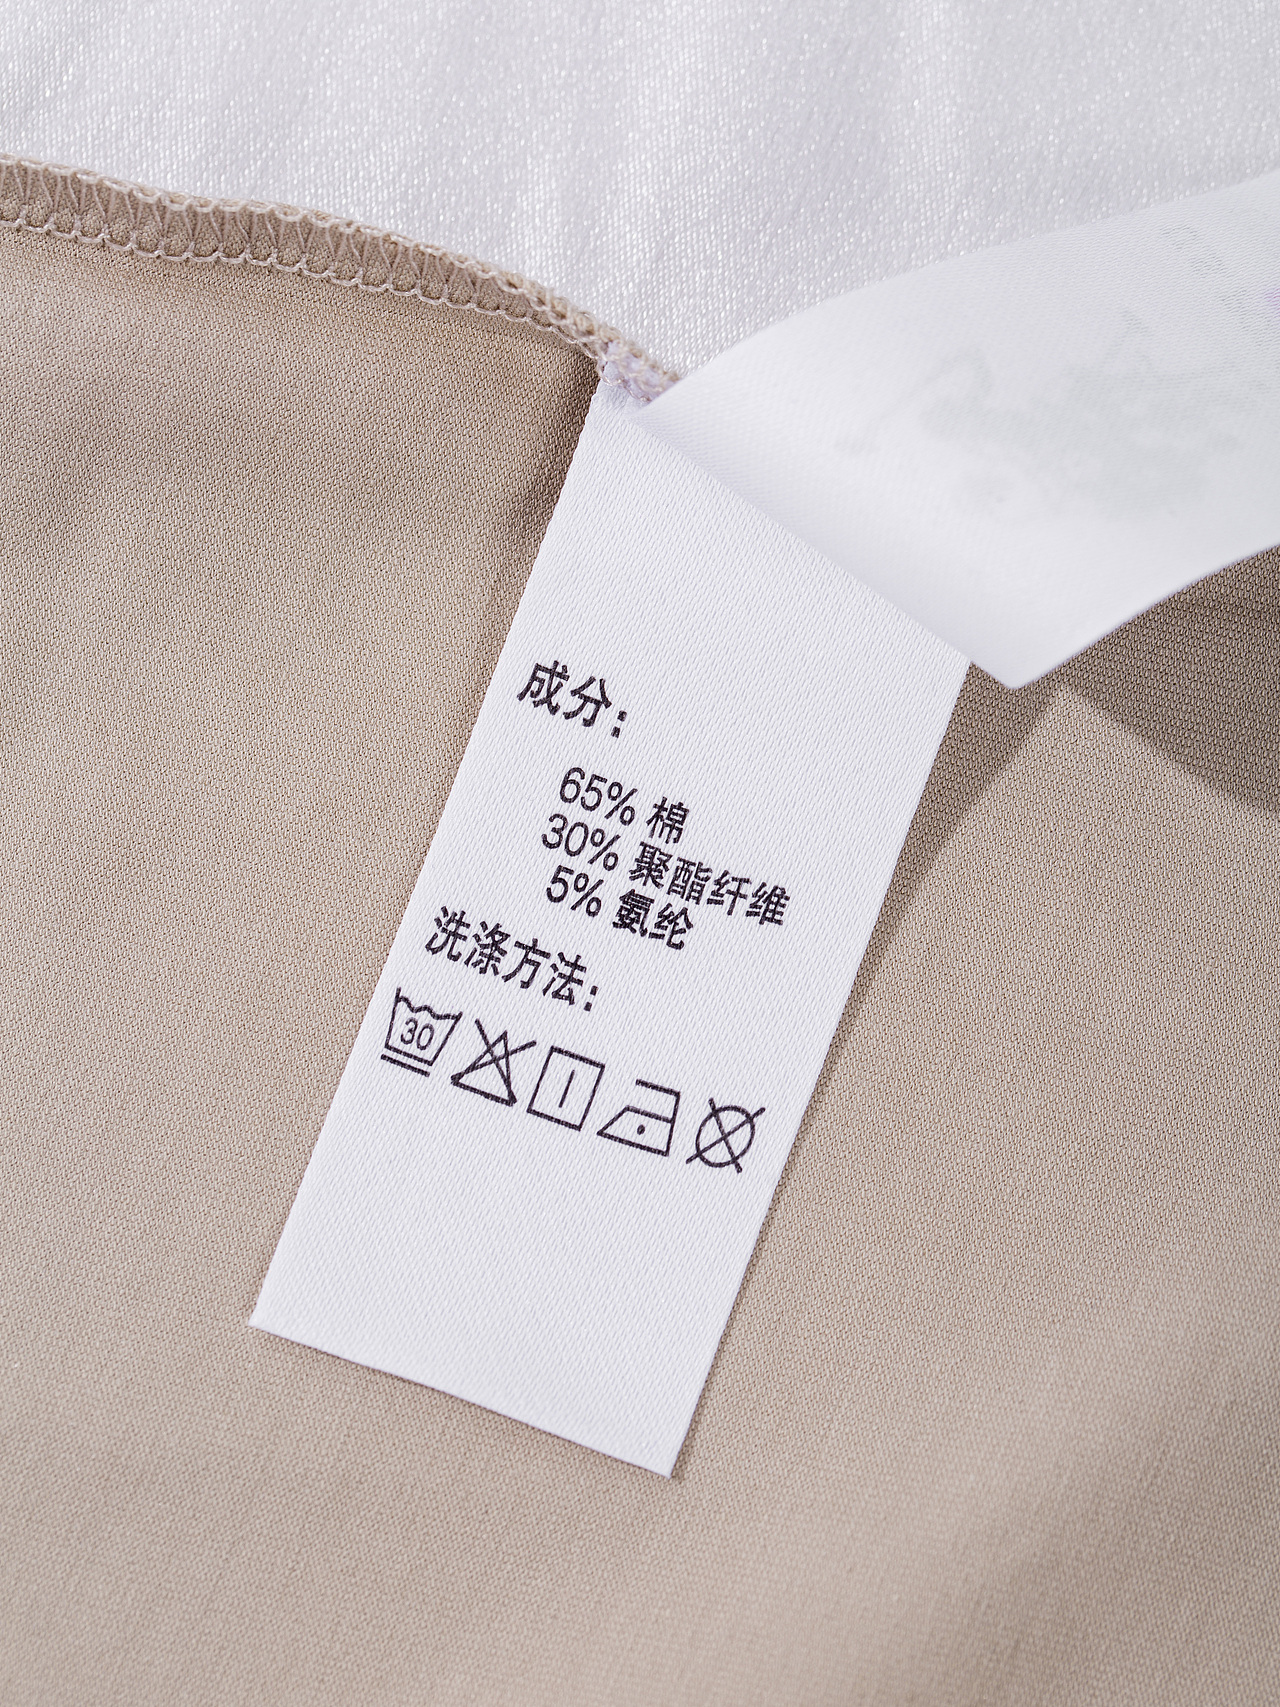 成分：
65% 棉
30% 聚酯纤维
5% 氨纶
洗涤方法：
30